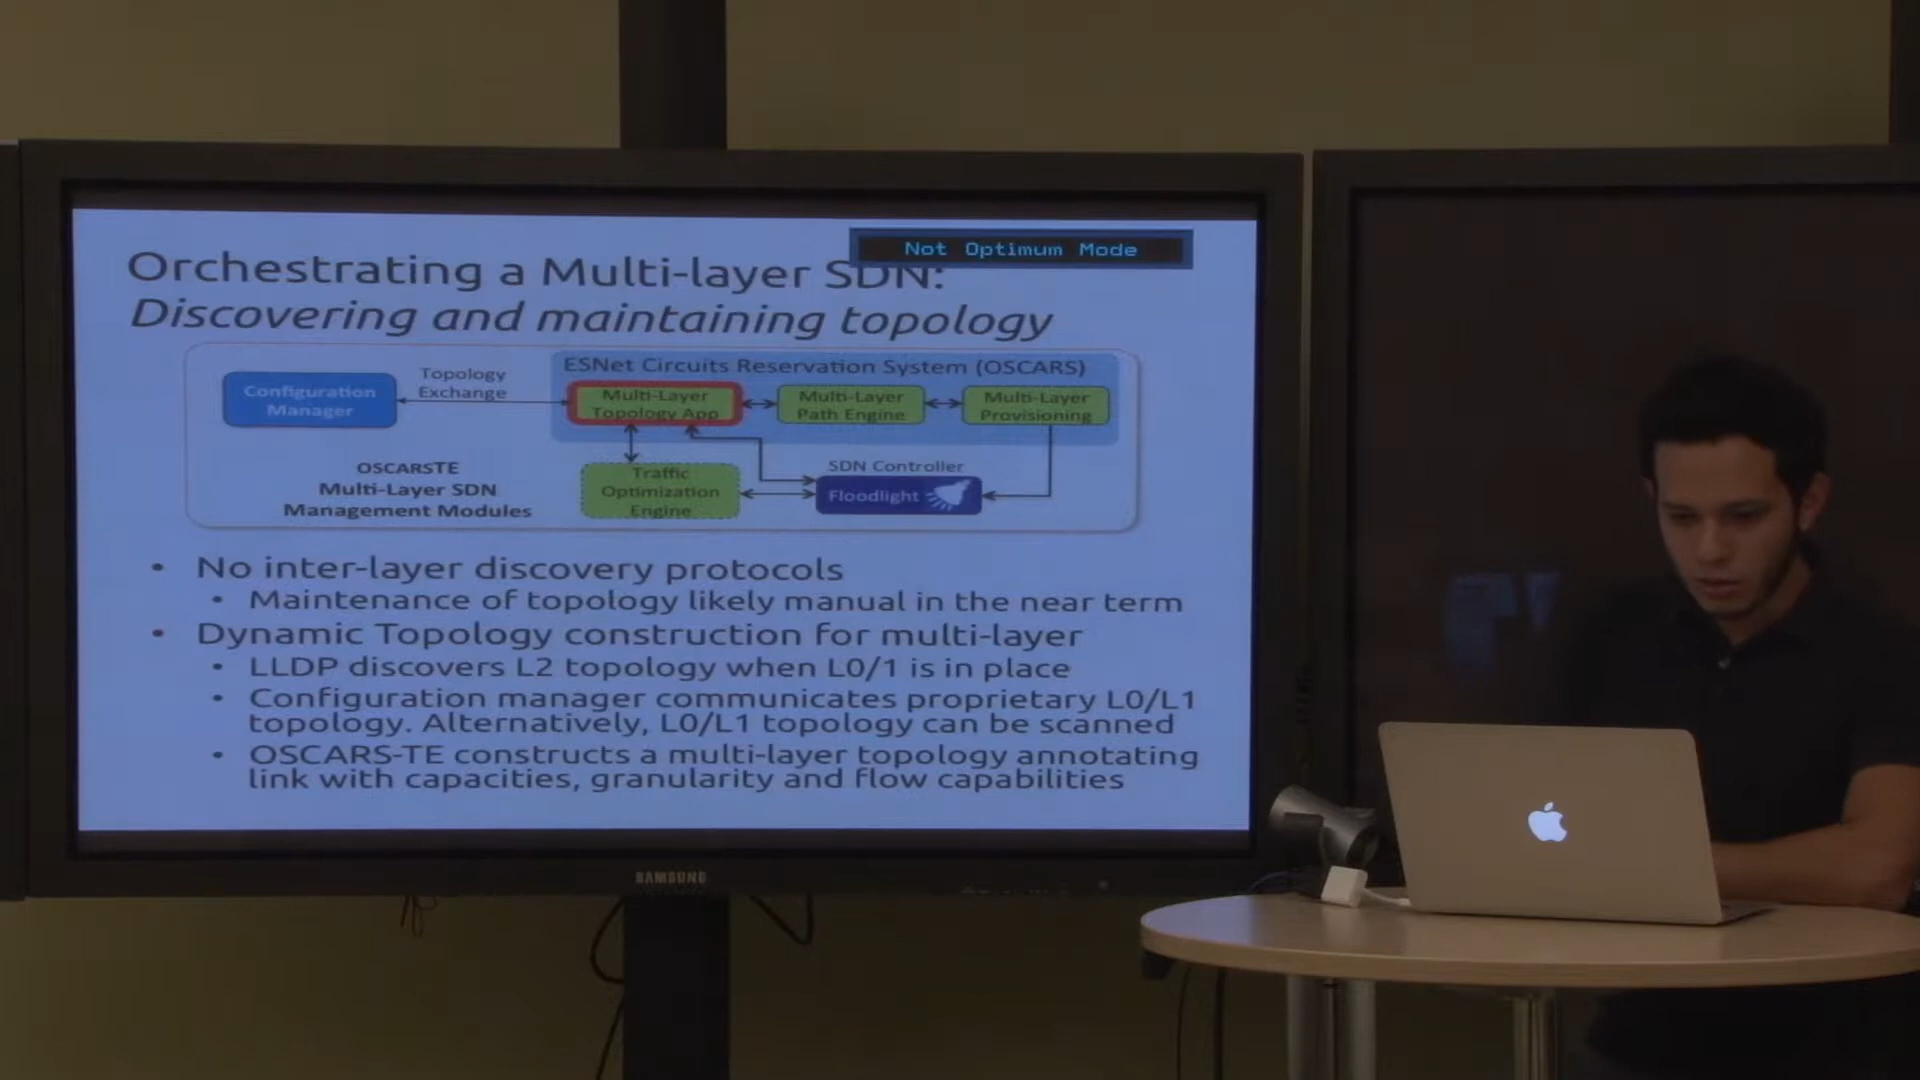 Not Optimum Mode
Orchestrating a Multi-layer SDN:
Discovering and maintaining topology
ESNet Circuits Reservation System (OSCARS)
Configuration
Manager
Topology
Exchange
Multi-Layer
Topology App
Multi-Layer
Path Engine
Multi-Layer
Provisioning
OSCARSTE
Multi-Layer SDN
Management Modules
Traffic
Optimization
Engine
SDN Controller
Floodlight
• No inter-layer discovery protocols
• Maintenance of topology likely manual in the near term
• Dynamic Topology construction for multi-layer
• LLDP discovers L2 topology when L0/1 is in place
• Configuration manager communicates proprietary L0/L1
topology. Alternatively, L0/L1 topology can be scanned
• OSCARS-TE constructs a multi-layer topology annotating
link with capacities, granularity and flow capabilities
SAMSUNG